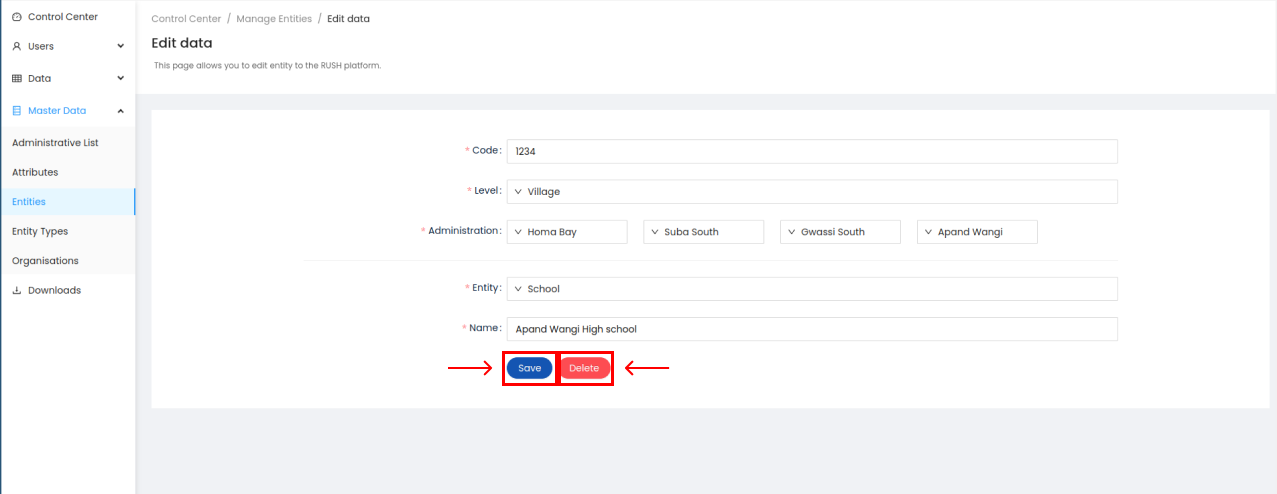 Control Center
Users
Data
Master Data
Administrative List
Attributes
Entities
Entity Types
Organisations
Downloads
Control Center / Manage Entities / Edit data
Edit data
This page allows you to edit entity to the RUSH platform.
* Code: 1234
* Level: Village
* Administration: Homa Bay Suba South Gwassi South Apand Wangi
* Entity: School
* Name: Apand Wangi High school
Save Delete